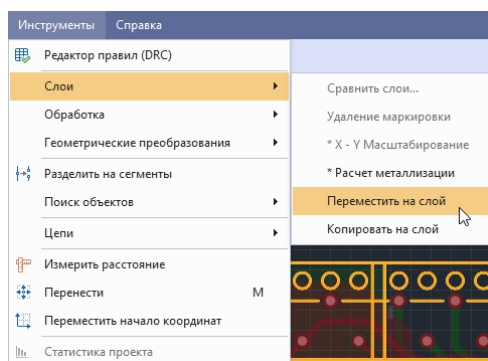 Инструменты Справка
Редактор правил (DRC)
Слои
Обработка
Геометрические преобразования
Разделить на сегменты
Поиск объектов
Цепи
Измерить расстояние
Перенести M
Переместить начало координат
Статистика проекта
Сравнить слои...
Удаление маркировки
* X - Y Масштабирование
* Расчет металлизации
Переместить на слой
Копировать на слой